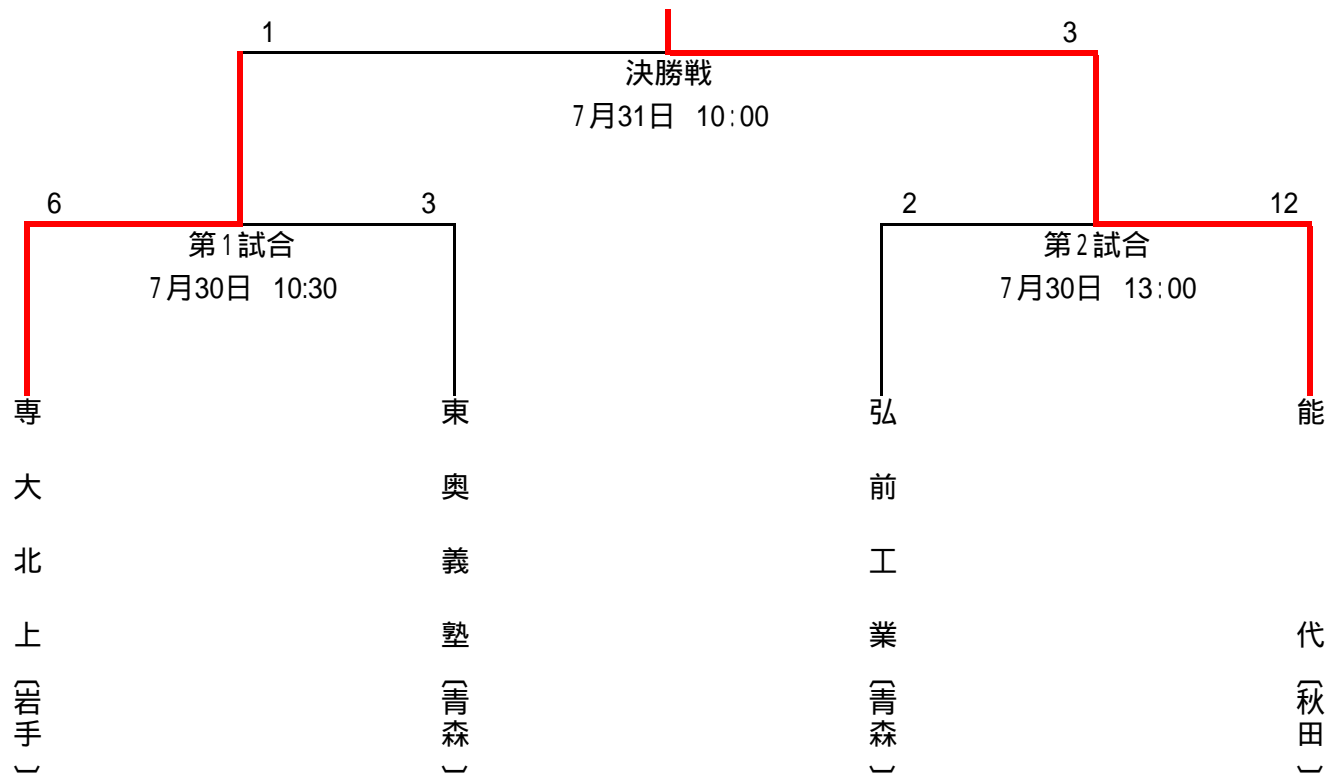 1
3
決勝戦
7月31日 10:00
6
3
2
12
第1試合
第2試合
7月30日 10:30
7月30日 13:00
専大北上〔岩手〕
東奥義塾〔青森〕
弘前工業〔青森〕
能代〔秋田〕